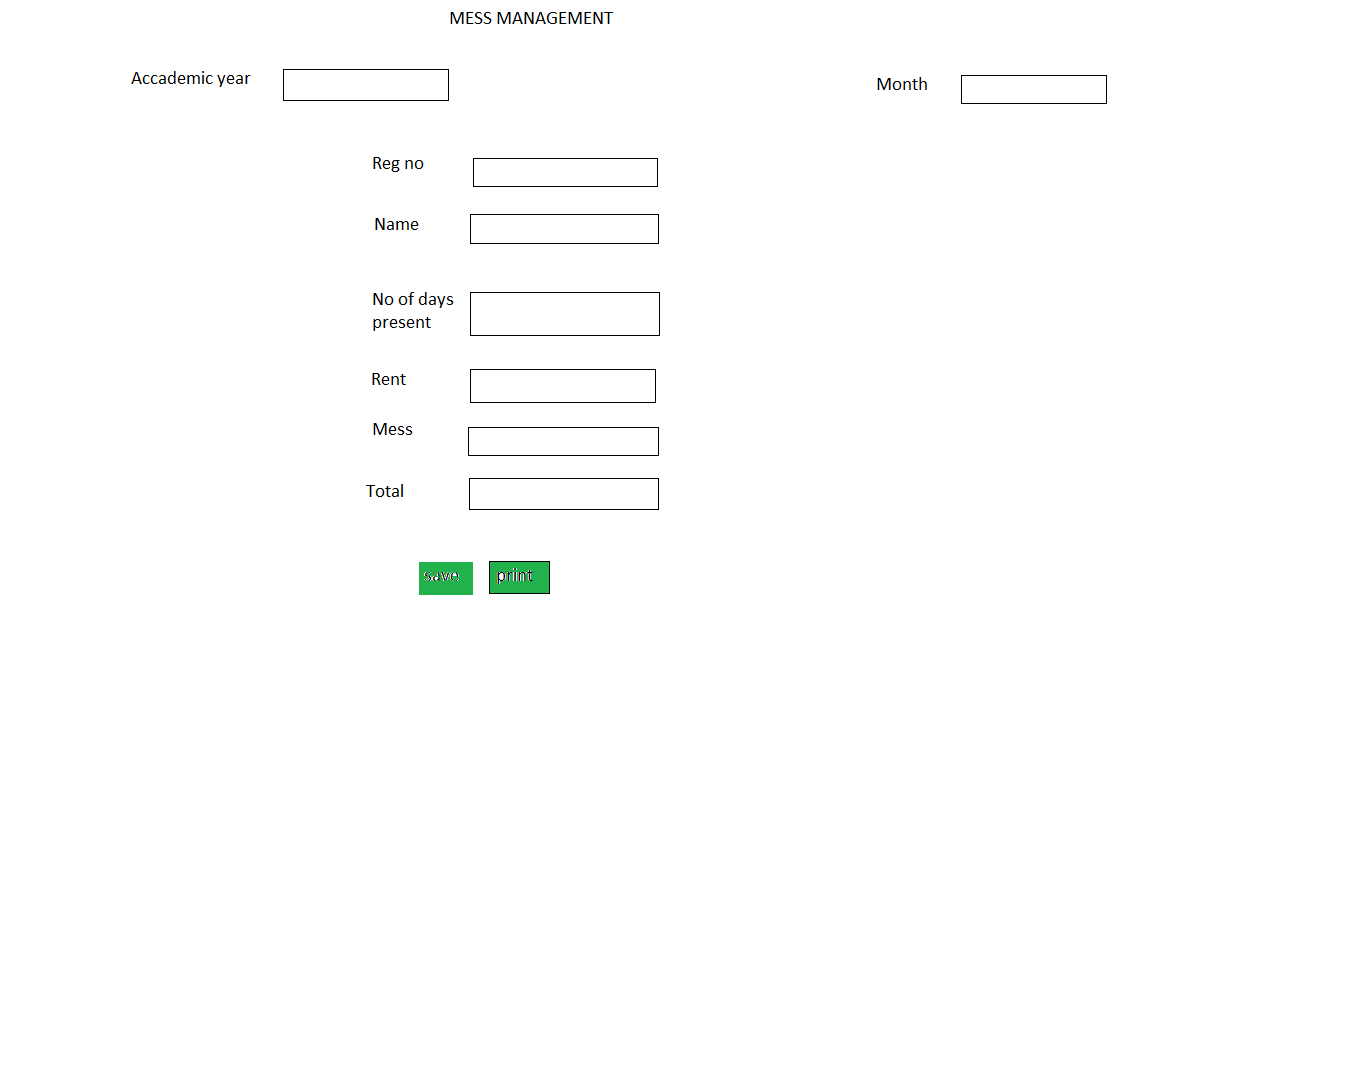 MESS MANAGEMENT
Accademic year
Month
Reg no
Name
No of days
present
Rent
Mess
Total
save
print